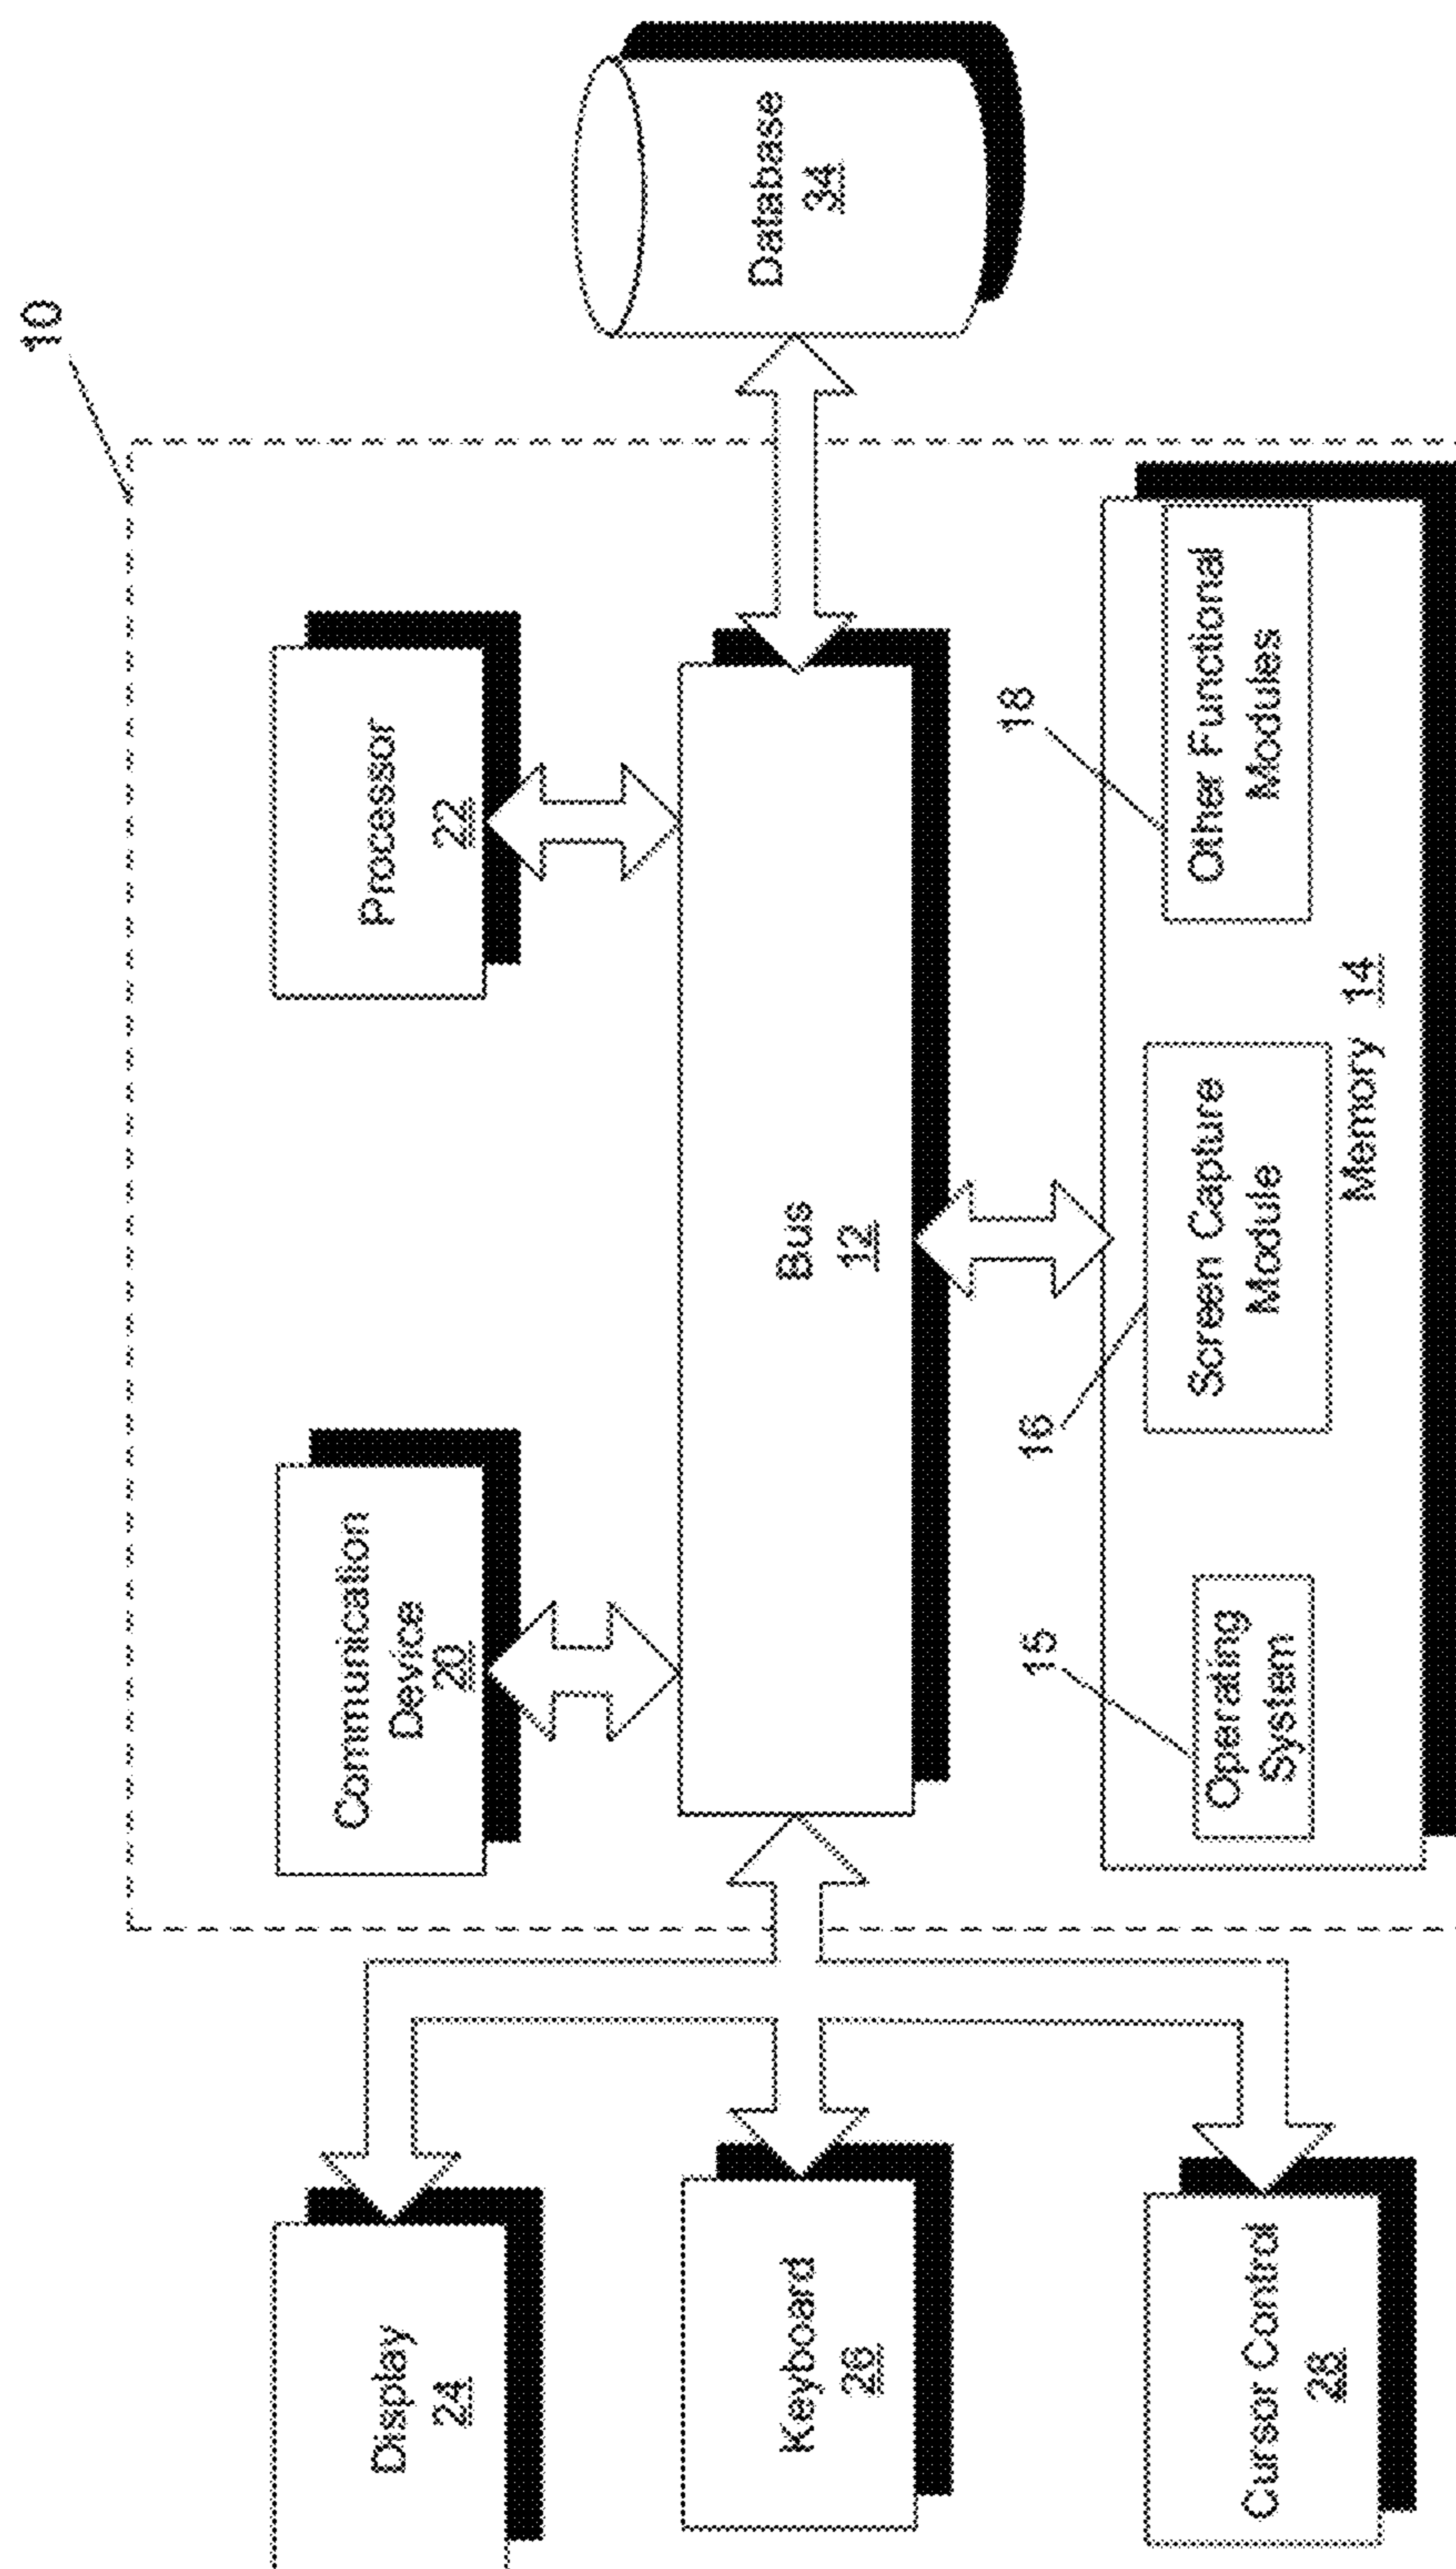 10
Display
24
Communication
Device
20
Processor
22
Keyboard
26
Bus
12
Database
34
15
16
18
Cursor Control
28
Operating
System
Screen Capture
Module
Other Functional
Modules
Memory 14